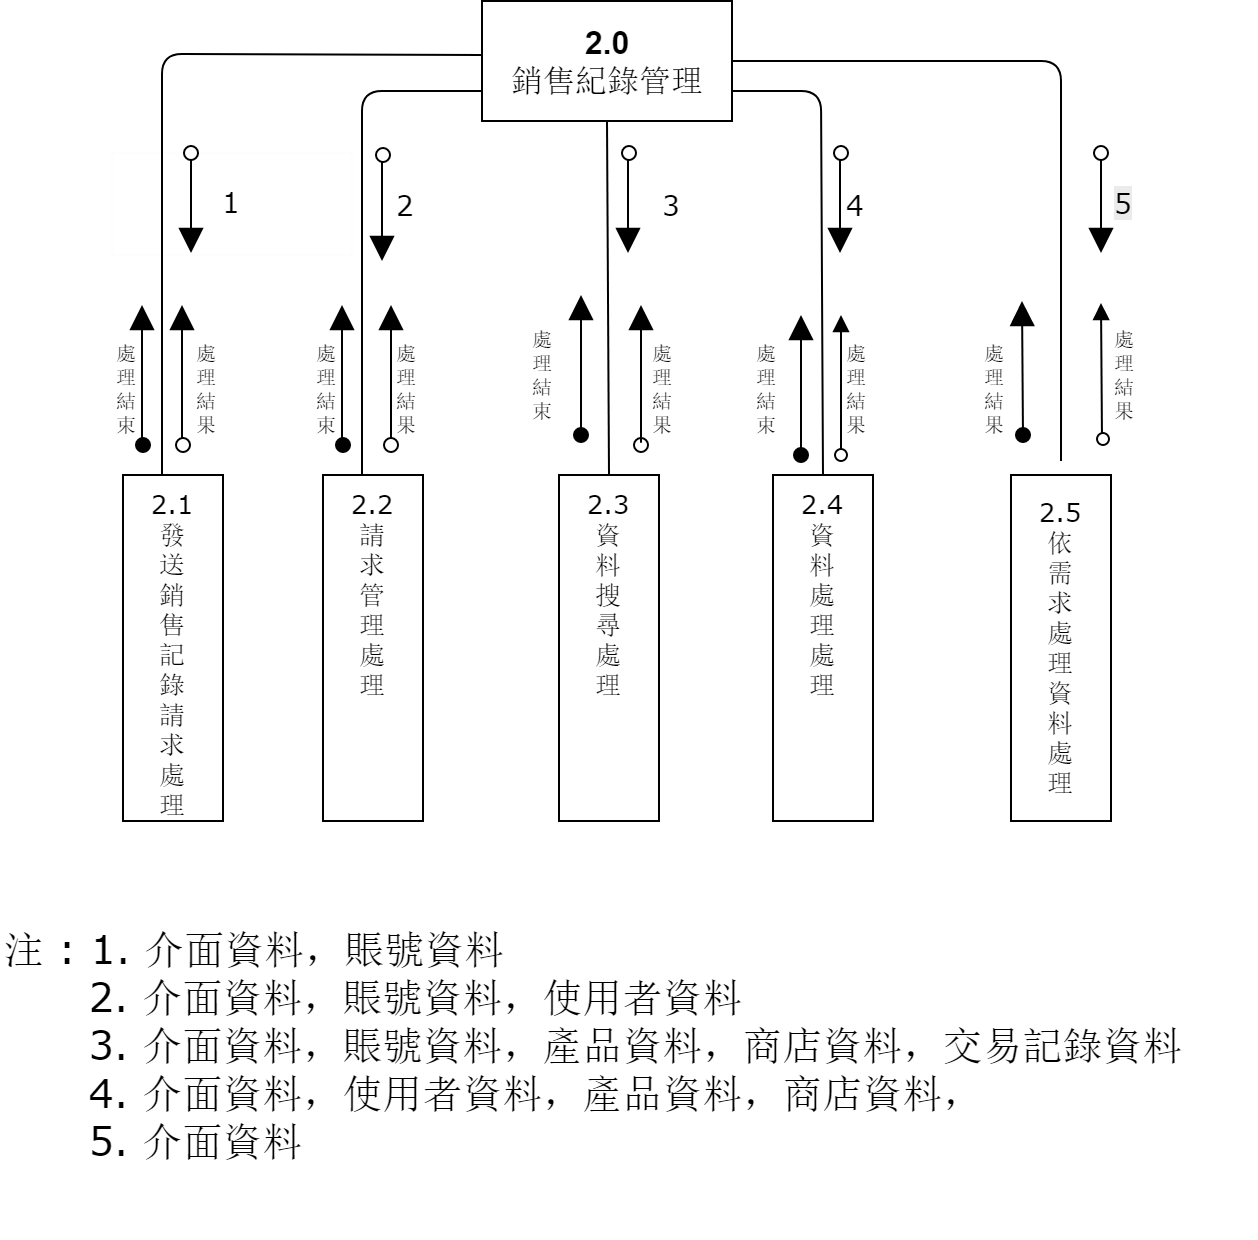 2.0
銷售紀錄管理
1
2
3
4
5
處理結束
處理結果
處理結束
處理結果
處理結束
處理結果
處理結束
處理結果
處理結束
處理結果
2.1
發送銷售記錄請求處理
2.2
請求管理處理
2.3
資料搜尋處理
2.4
資料處理處理
2.5
依需求處理資料處理
注：1. 介面資料，賬號資料
2. 介面資料，賬號資料，使用者資料
3. 介面資料，賬號資料，產品資料，商店資料，交易記錄資料
4. 介面資料，使用者資料，產品資料，商店資料，
5. 介面資料